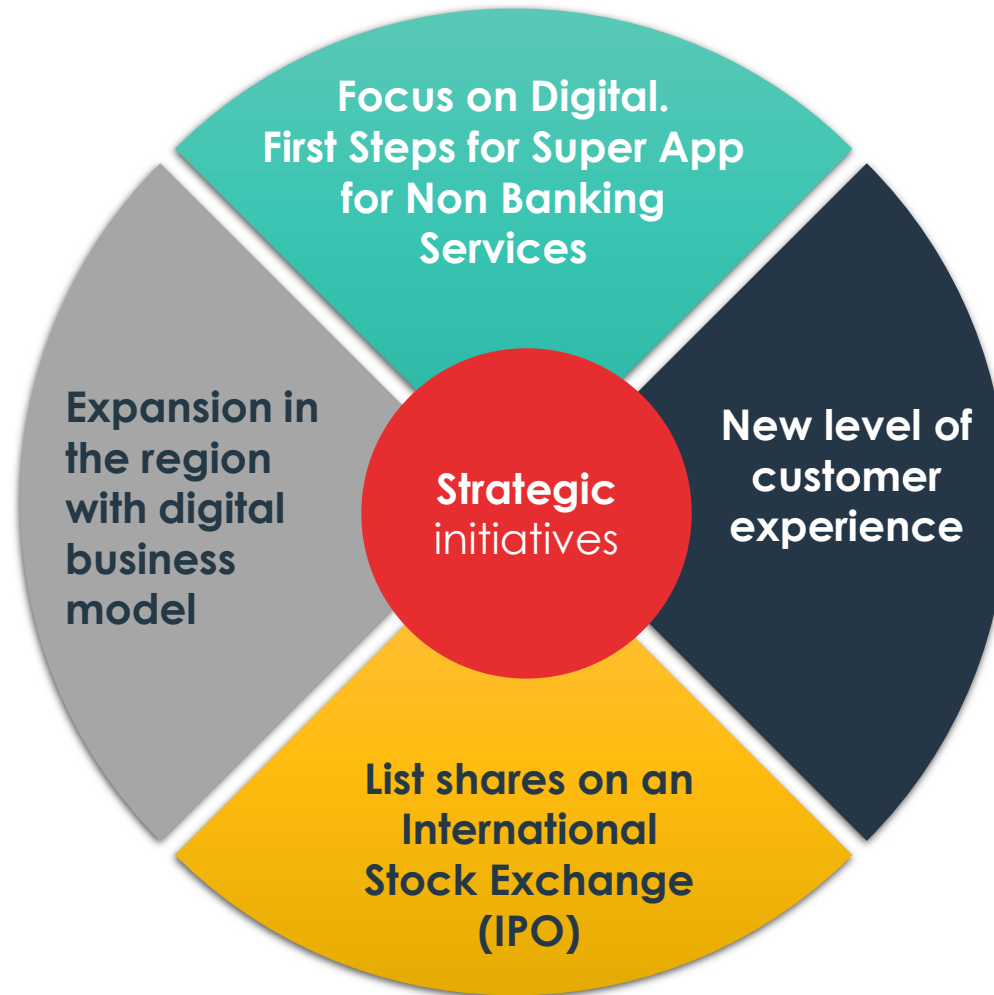 Focus on Digital.
First Steps for Super App
for Non Banking
Services
Expansion in
the region
with digital
business
model
Strategic
initiatives
New level of
customer
experience
List shares on an
International
Stock Exchange
(IPO)